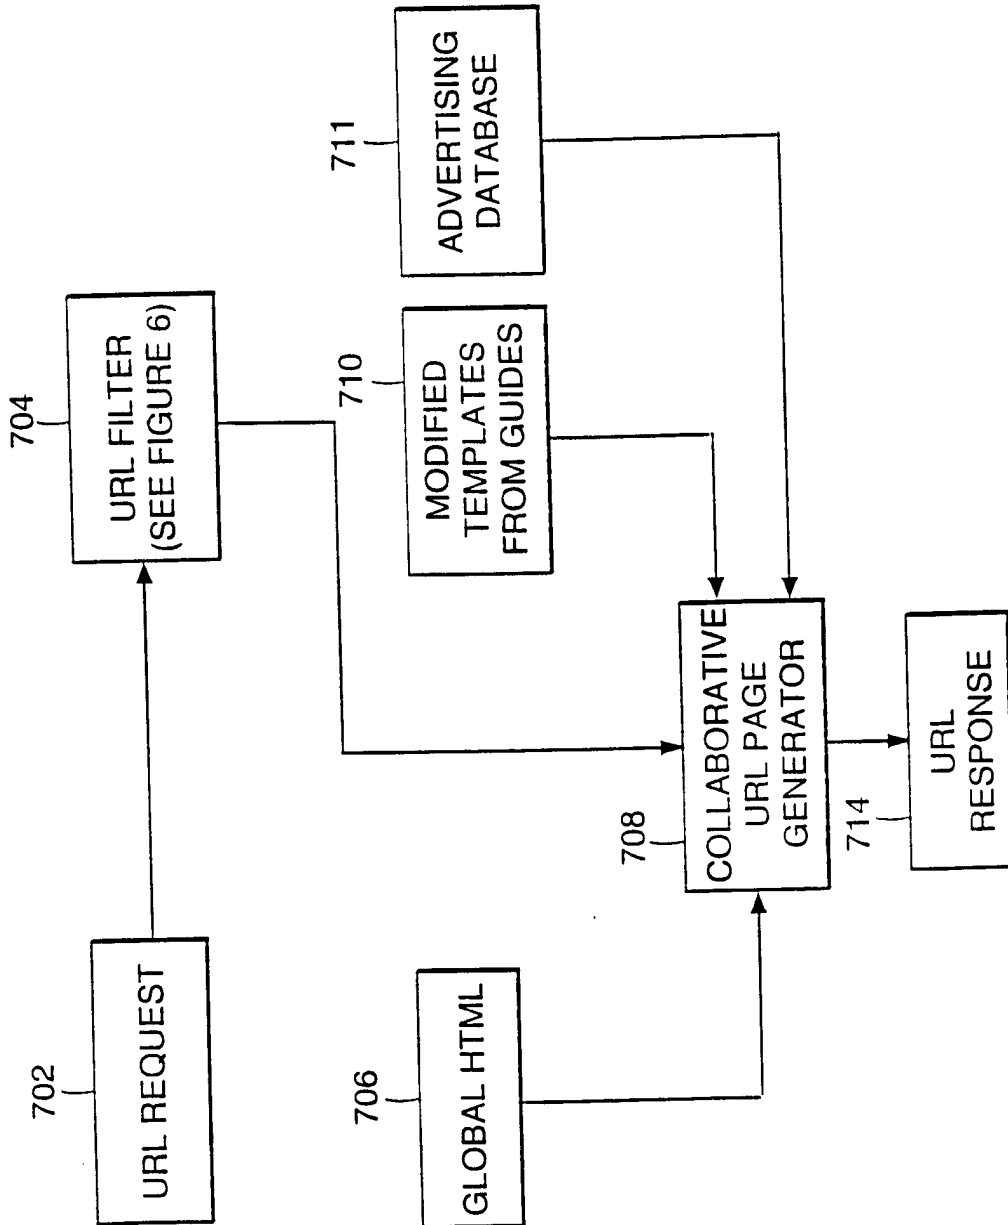 702
URL REQUEST
704
URL FILTER
(SEE FIGURE 6)
706
GLOBAL HTML
710
MODIFIED
TEMPLATES
FROM GUIDES
711
ADVERTISING
DATABASE
708
COLLABORATIVE
URL PAGE
GENERATOR
714
URL
RESPONSE